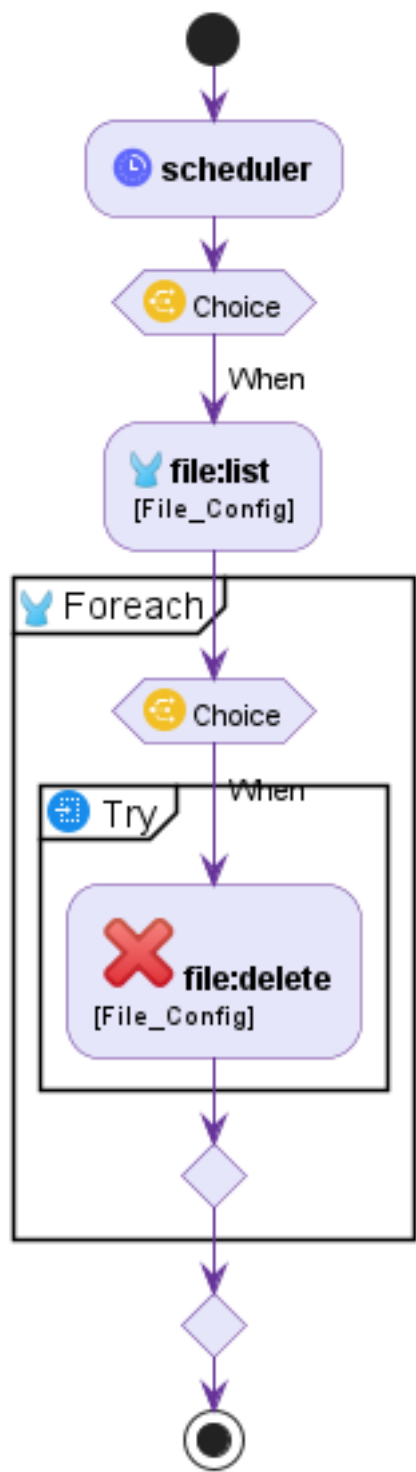 scheduler
Choice
When
file:list
[File_Config]
Foreach
Choice
When
Try
file:delete
[File_Config]